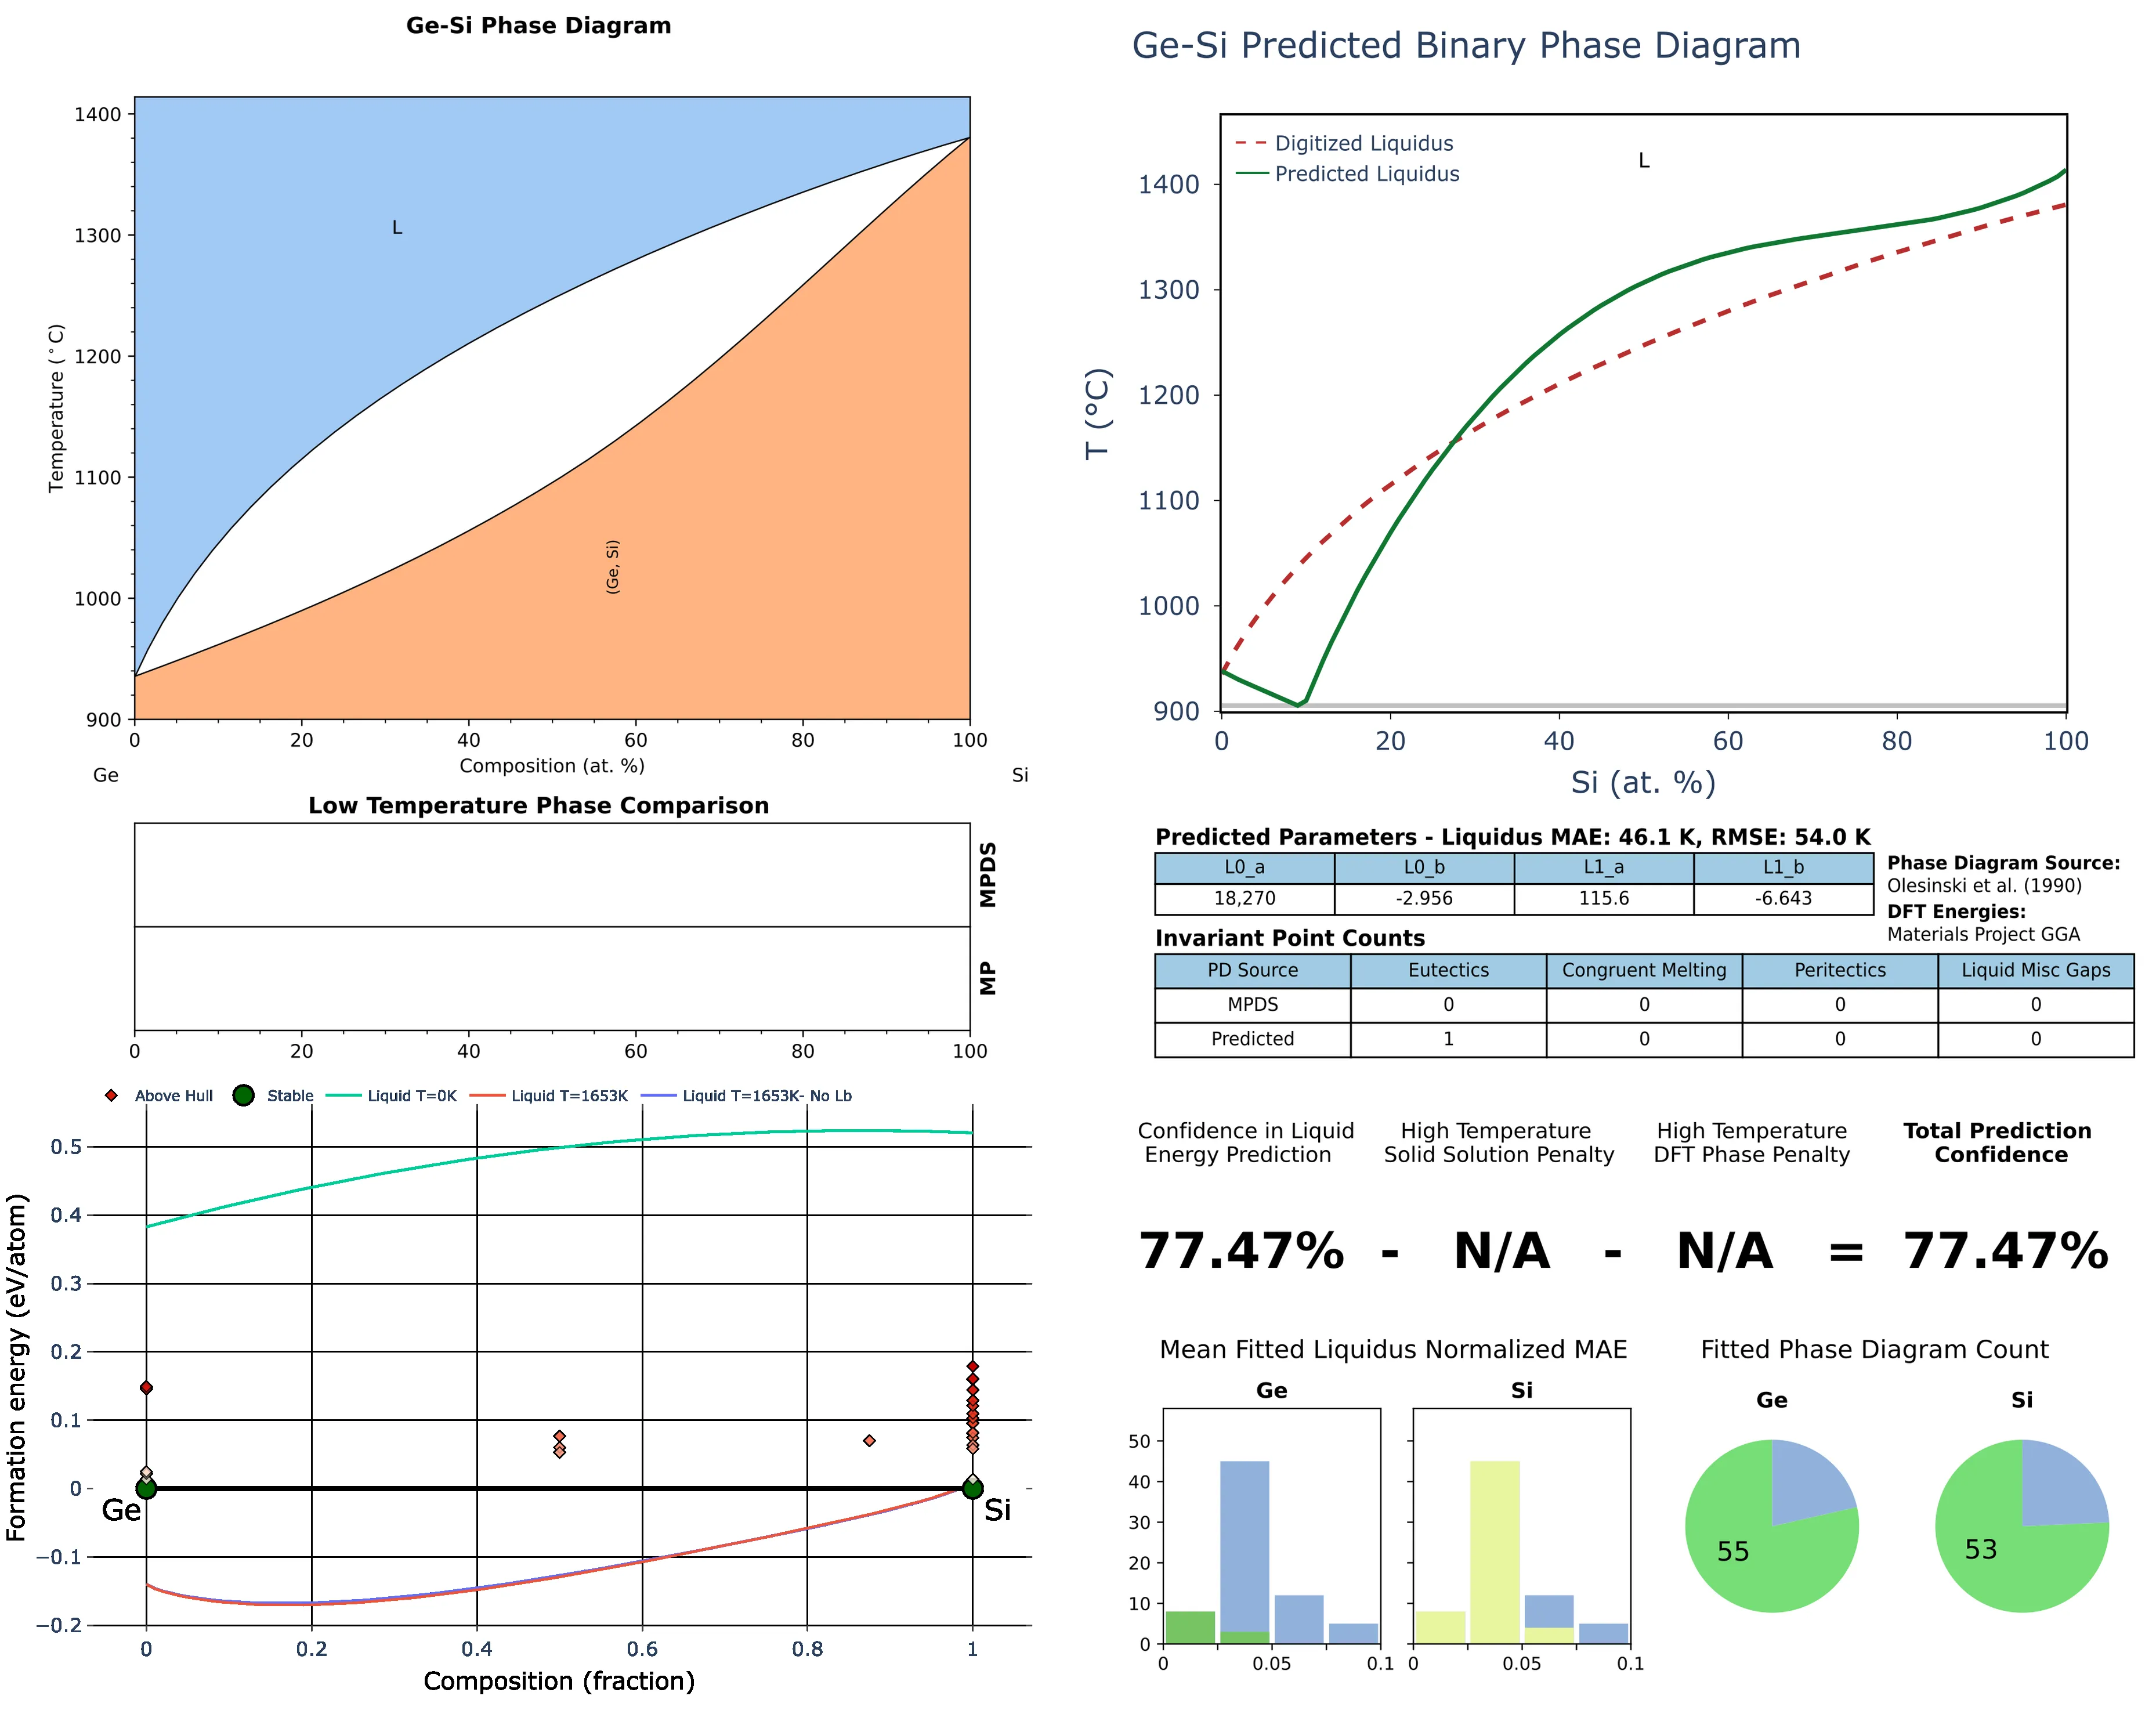 Ge-Si Phase Diagram
1400
1300
1200
1100
1000
900
Temperature (°C)
L
(Ge, Si)
0 20 40 60 80 100
Composition (at. %)
Ge Si
Low Temperature Phase Comparison
MPDS
MP
0 20 40 60 80 100
Above Hull Stable Liquid T=0K Liquid T=1653K Liquid T=1653K- No Lb
0.5
0.4
0.3
0.2
0.1
0
−0.1
−0.2
Formation energy (eV/atom)
Ge Si
0 0.2 0.4 0.6 0.8 1
Composition (fraction)
Ge-Si Predicted Binary Phase Diagram
Digitized Liquidus
Predicted Liquidus
L
1400
1300
1200
1100
1000
900
T (°C)
0 20 40 60 80 100
Si (at. %)
Predicted Parameters - Liquidus MAE: 46.1 K, RMSE: 54.0 K
L0_a L0_b L1_a L1_b
18,270 -2.956 115.6 -6.643
Phase Diagram Source:
Olesinski et al. (1990)
DFT Energies:
Materials Project GGA
Invariant Point Counts
PD Source Eutectics Congruent Melting Peritectics Liquid Misc Gaps
MPDS 0 0 0 0
Predicted 1 0 0 0
Confidence in Liquid
Energy Prediction
High Temperature
Solid Solution Penalty
High Temperature
DFT Phase Penalty
Total Prediction
Confidence
77.47% - N/A - N/A = 77.47%
Mean Fitted Liquidus Normalized MAE
Ge Si
50
40
30
20
10
0
0 0.05 0.1 0 0.05 0.1
Fitted Phase Diagram Count
Ge Si
55 53